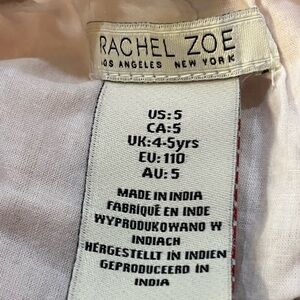 RACHEL ZOE
LOS ANGELES NEW YORK
US: 5
CA: 5
UK: 4-5yrs
EU: 110
AU: 5
MADE IN INDIA
FABRIQUÉ EN INDE
WYPRODUKOWANO W
INDIACH
HERGESTELLT IN INDIEN
GEPRODUCEERD IN
INDIA